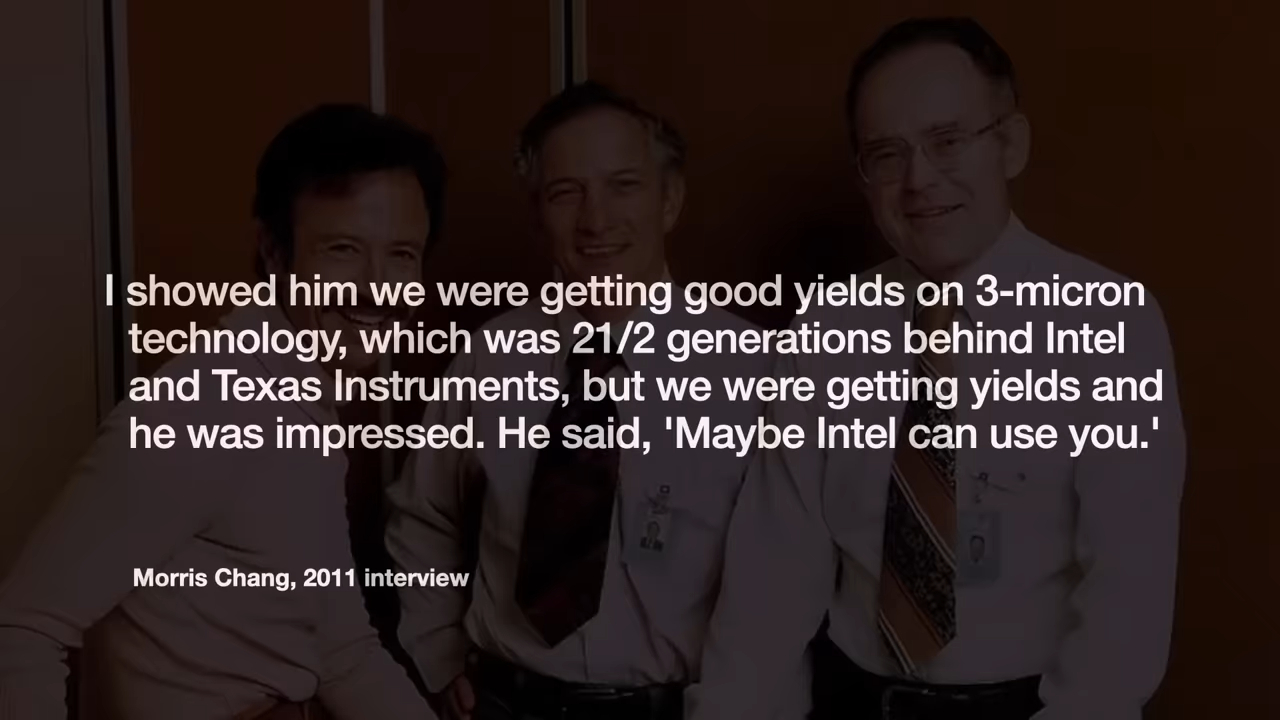 I showed him we were getting good yields on 3-micron
technology, which was 21/2 generations behind Intel
and Texas Instruments, but we were getting yields and
he was impressed. He said, 'Maybe Intel can use you.'
Morris Chang, 2011 interview